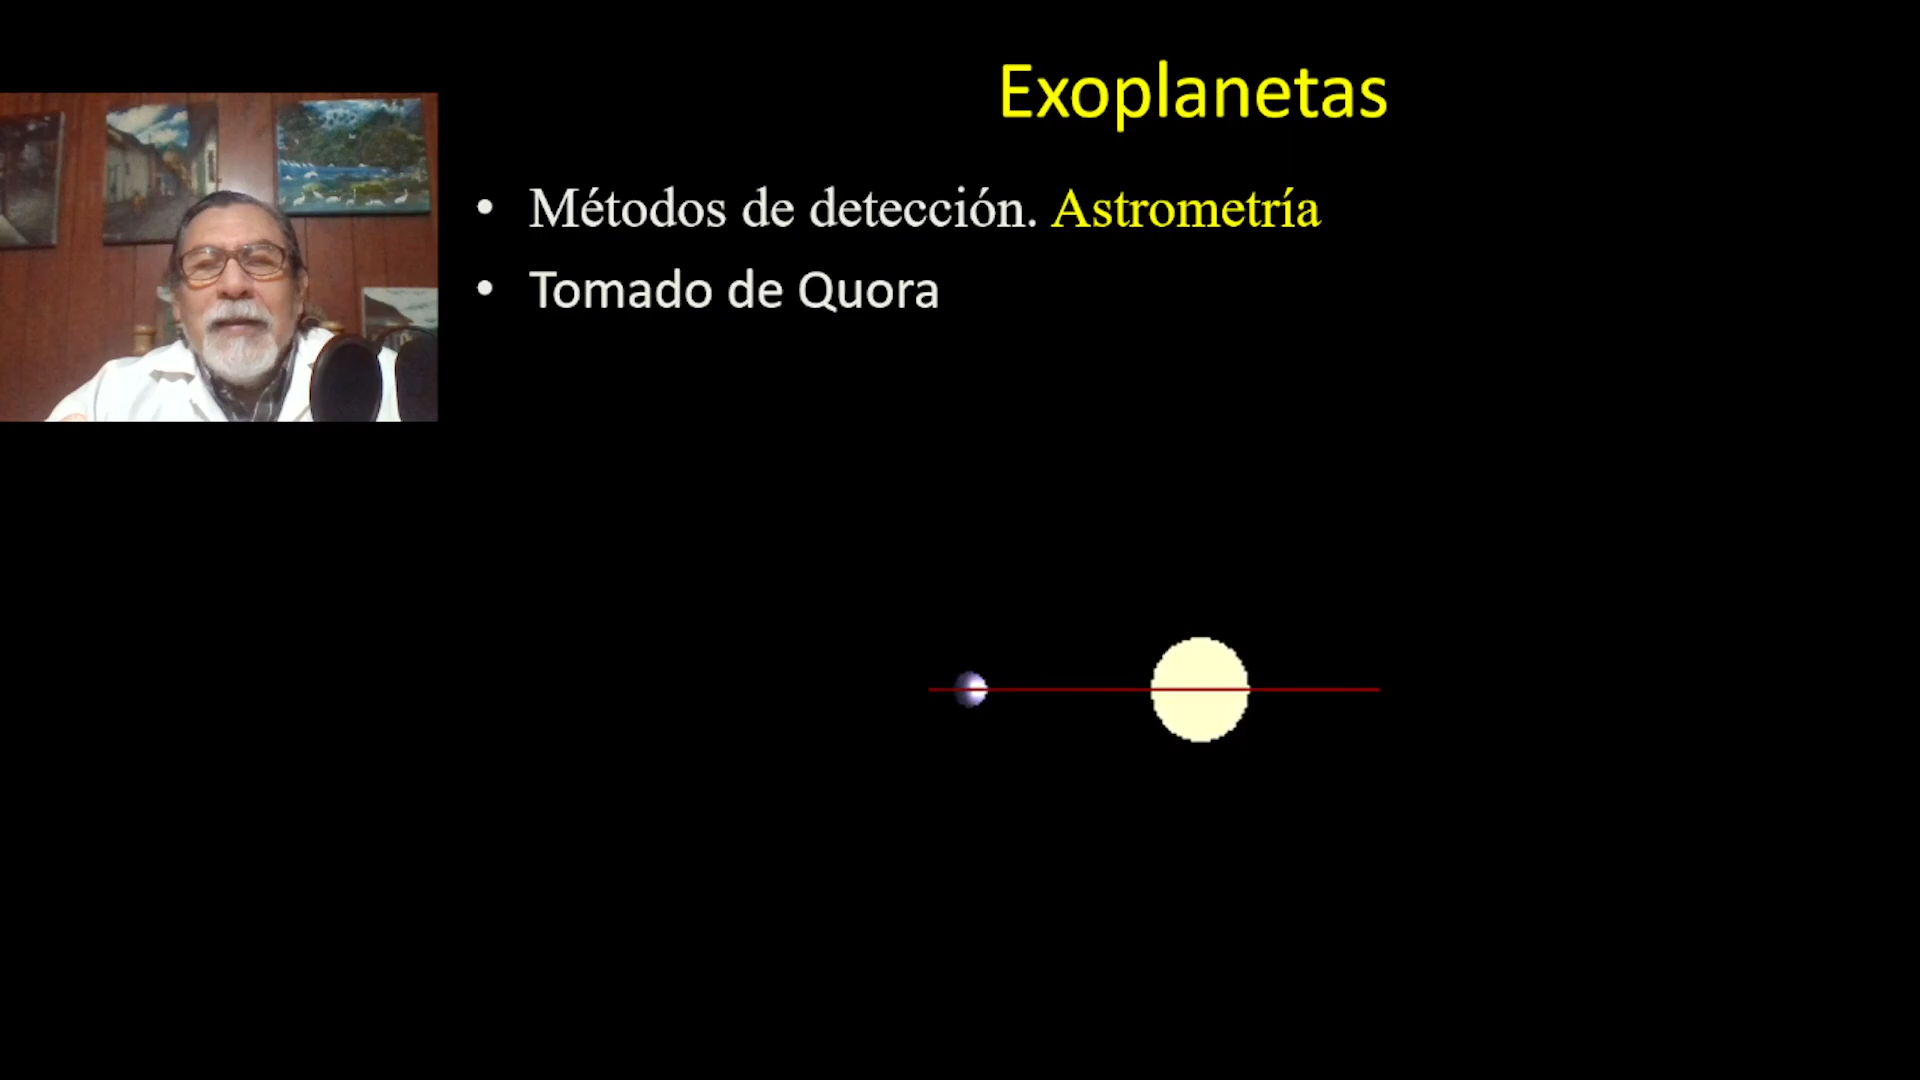 Exoplanetas
• Métodos de detección. Astrometría
• Tomado de Quora